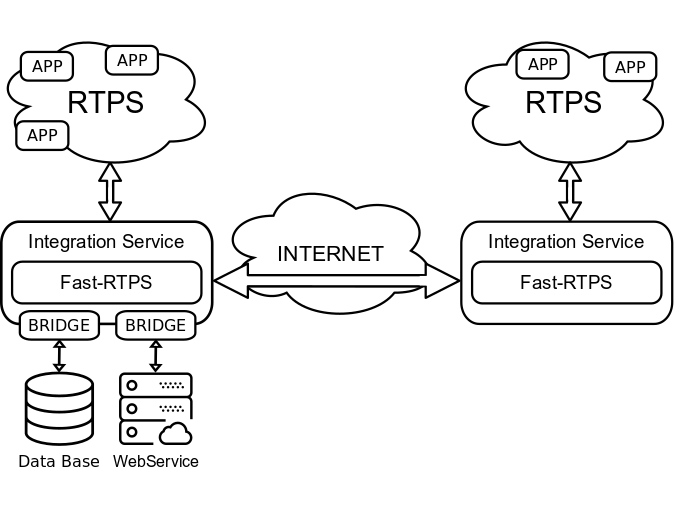 APP
APP
RTPS
APP
APP
APP
RTPS
Integration Service
Fast-RTPS
BRIDGE
BRIDGE
INTERNET
Integration Service
Fast-RTPS
Data Base
WebService